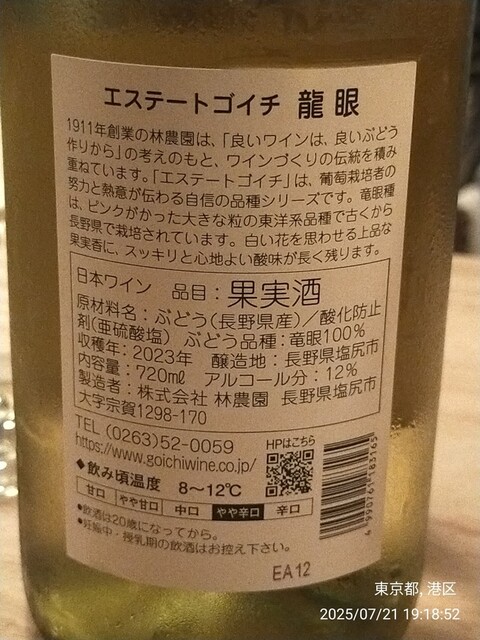 エステートゴイチ 龍眼
1911年創業の林農園は、「良いワインは、良いぶどう
作りから」の考えのもと、ワインづくりの伝統を積み
重ねています。「エステートゴイチ」は、葡萄栽培者の
努力と熱意が伝わる自信の品種シリーズです。竜眼種
は、ピンクがかった大きな粒の東洋系品種で古くから
長野県で栽培されています。白い花を思わせる上品な
果実香に、スッキリと心地よい酸味が長く残ります。
日本ワイン 品目：果実酒
原材料名：ぶどう(長野県産)／酸化防止
剤(亜硫酸塩) ぶどう品種：竜眼100%
収穫年：2023年 醸造地：長野県塩尻市
内容量：720ml アルコール分：12%
製造者：株式会社 林農園 長野県塩尻市
大字宗賀1298-170
TEL (0263)52-0059
https://www.goichiwine.co.jp/
HPはこちら
◆飲み頃温度 8～12℃
甘口 やや甘口 中口 やや辛口 辛口
●飲酒は20歳になってから。
●妊娠中・授乳期の飲酒はお控え下さい。
4 990761 183165
EA12
東京都, 港区
2025/07/21 19:18:52